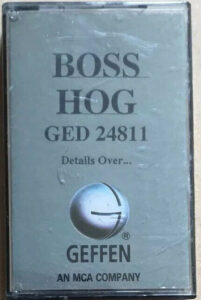 BOSS
HOG
GED 24811
Details Over...
®
GEFFEN
AN MCA COMPANY